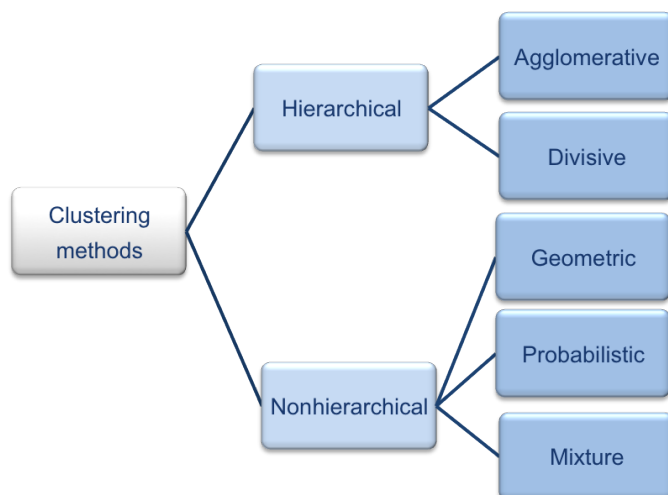 Clustering
methods
Hierarchical
Agglomerative
Divisive
Nonhierarchical
Geometric
Probabilistic
Mixture